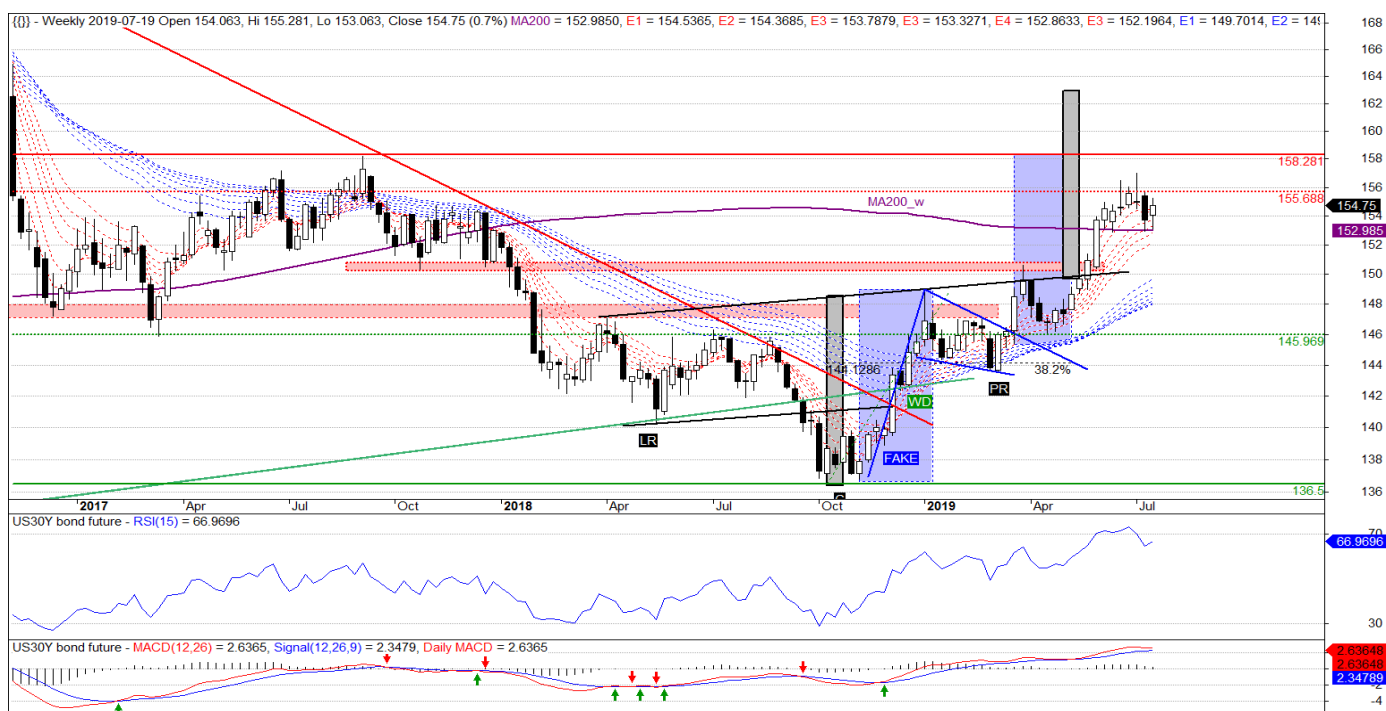 {{}} - Weekly 2019-07-19 Open 154.063, Hi 155.281, Lo 153.063, Close 154.75 (0.7%) MA200 = 152.9850, E1 = 154.5365, E2 = 154.3685, E3 = 153.7879, E3 = 153.3271, E4 = 152.8633, E3 = 152.1964, E1 = 149.7014, E2 =
168
166
164
162
160
158
158.281
156
155.688
MA200_w
154.75
154
152.985
152
150
148
146
145.969
144.1286
38.2%
144
PR
142
WD
LR
140
FAKE
138
136.5
136
2017
Apr
Jul
Oct
2018
Apr
Jul
Oct
2019
Apr
Jul
US30Y bond future - RSI(15) = 66.9696
70
66.9696
30
US30Y bond future - MACD(12,26) = 2.6365, Signal(12,26,9) = 2.3479, Daily MACD = 2.6365
2.63648
2.63648
2.34789
-2
-4